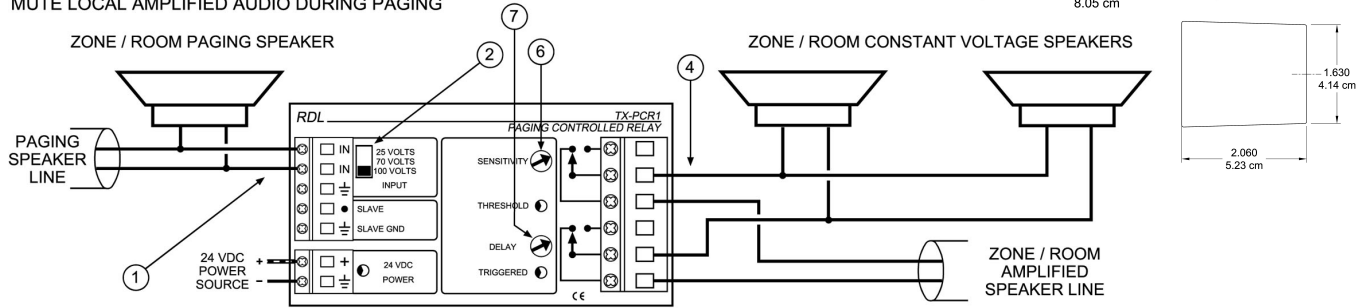 MUTE LOCAL AMPLIFIED AUDIO DURING PAGING
8.05 cm
7
ZONE / ROOM PAGING SPEAKER
2
6
4
ZONE / ROOM CONSTANT VOLTAGE SPEAKERS
1.630
4.14 cm
2.060
5.23 cm
PAGING
SPEAKER
LINE
1
24 VDC
POWER
SOURCE
+
-
RDL
TX-PCR1
PAGING CONTROLLED RELAY
IN
IN
25 VOLTS
70 VOLTS
100 VOLTS
INPUT
SLAVE
SLAVE GND
+
24 VDC
POWER
SENSITIVITY
THRESHOLD
DELAY
TRIGGERED
CE
ZONE / ROOM
AMPLIFIED
SPEAKER LINE